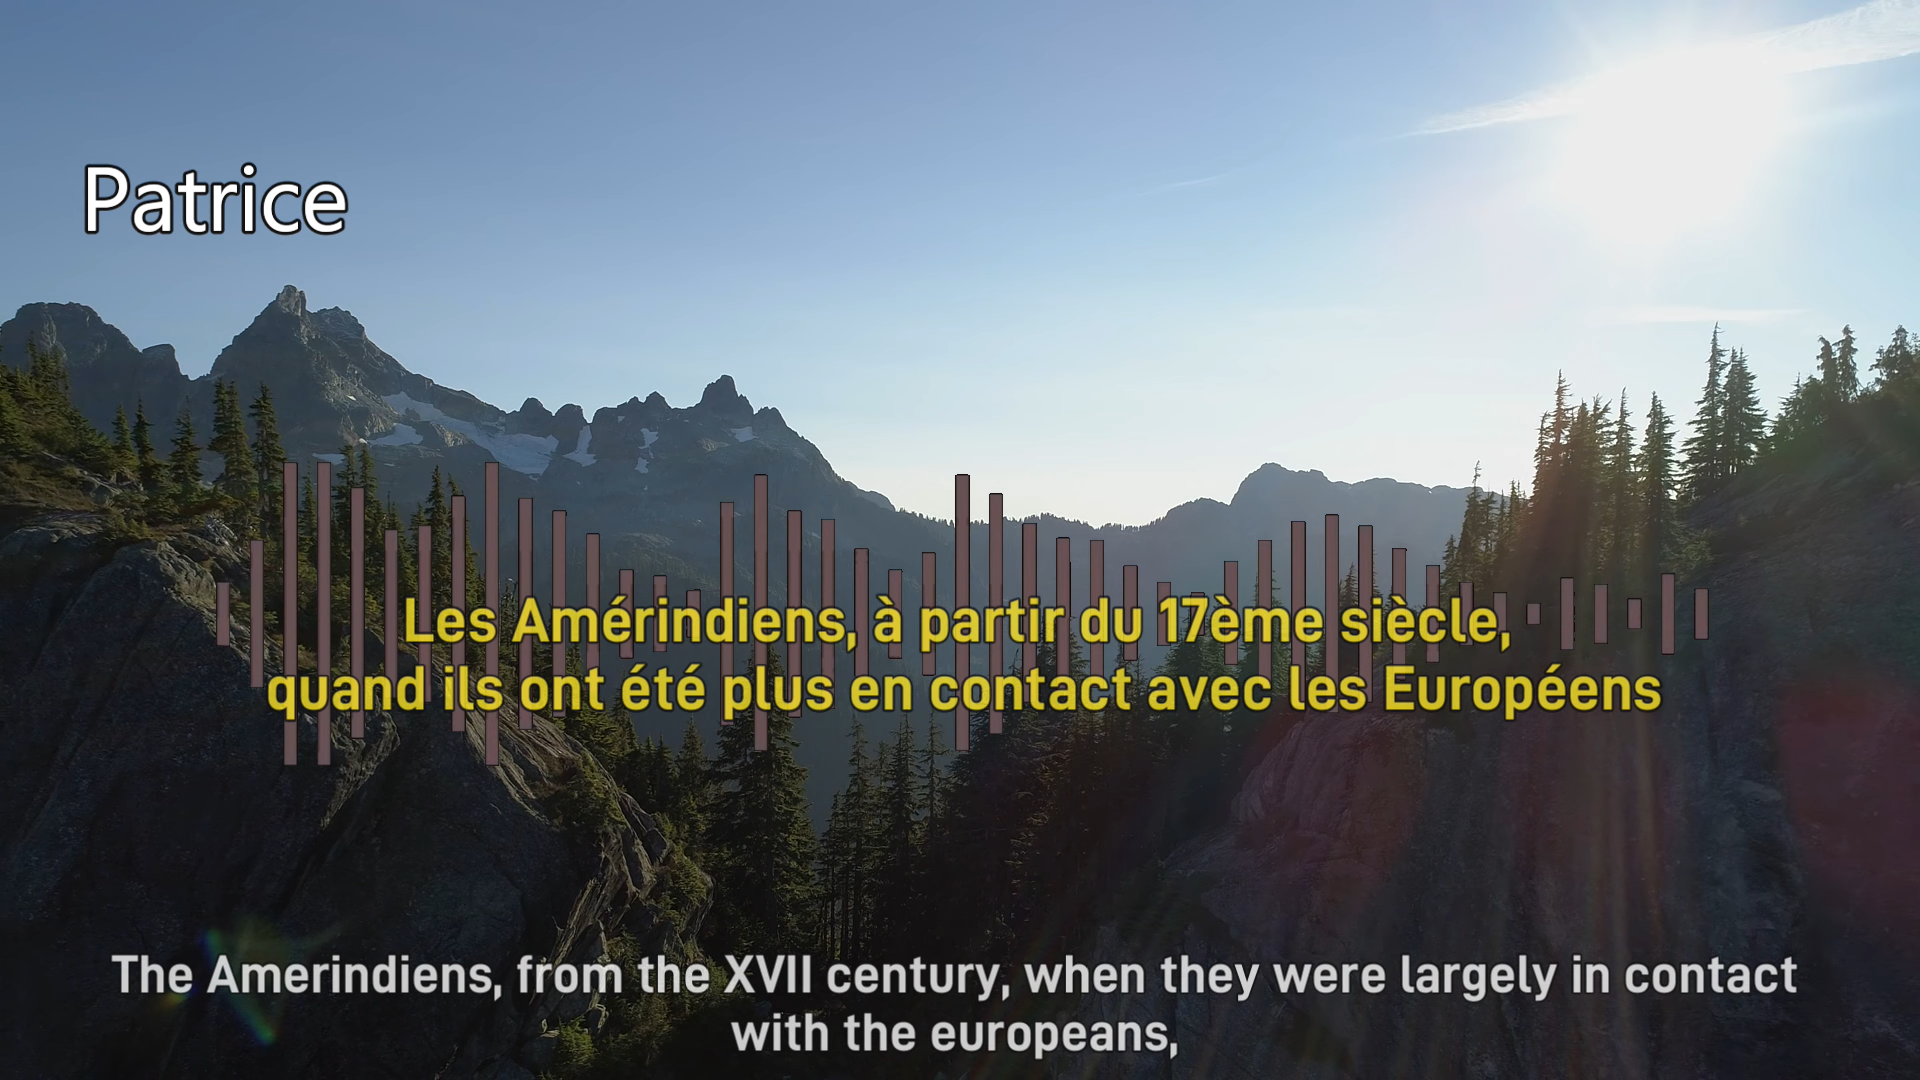 Patrice
Les Amérindiens, à partir du 17ème siècle,
quand ils ont été plus en contact avec les Européens
The Amerindiens, from the XVII century, when they were largely in contact
with the europeans,